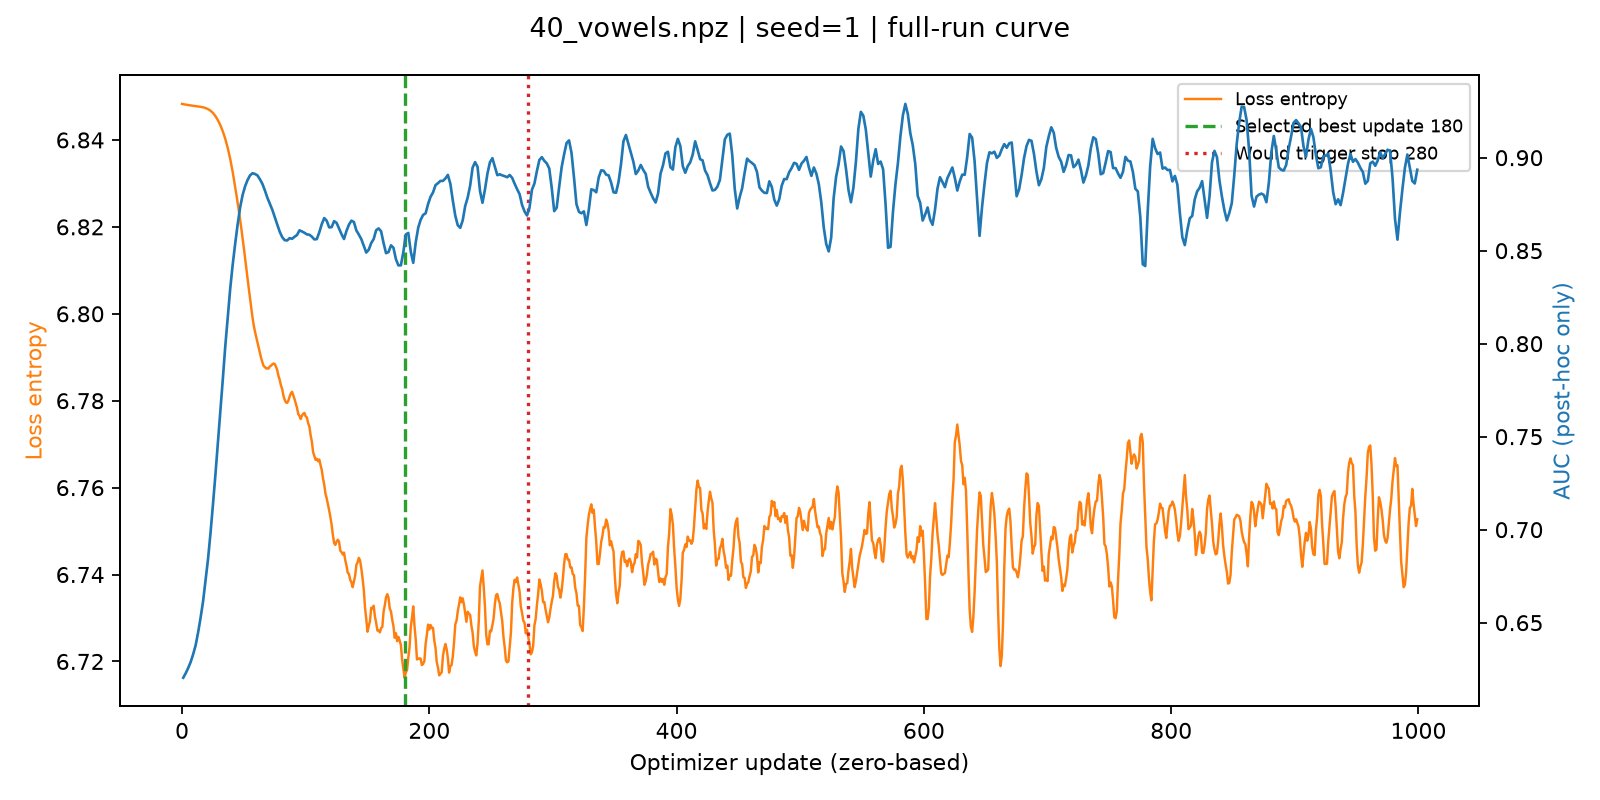 40_vowels.npz | seed=1 | full-run curve
Loss entropy
Selected best update 180
Would trigger stop 280
6.84
6.82
6.80
6.78
6.76
6.74
6.72
Loss entropy
0.90
0.85
0.80
0.75
0.70
0.65
AUC (post-hoc only)
0 200 400 600 800 1000
Optimizer update (zero-based)